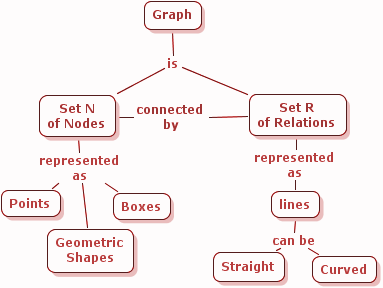 Graph
is
Set N
of Nodes
connected
by
Set R
of Relations
represented
as
represented
as
Points
Boxes
lines
Geometric
Shapes
can be
Straight
Curved